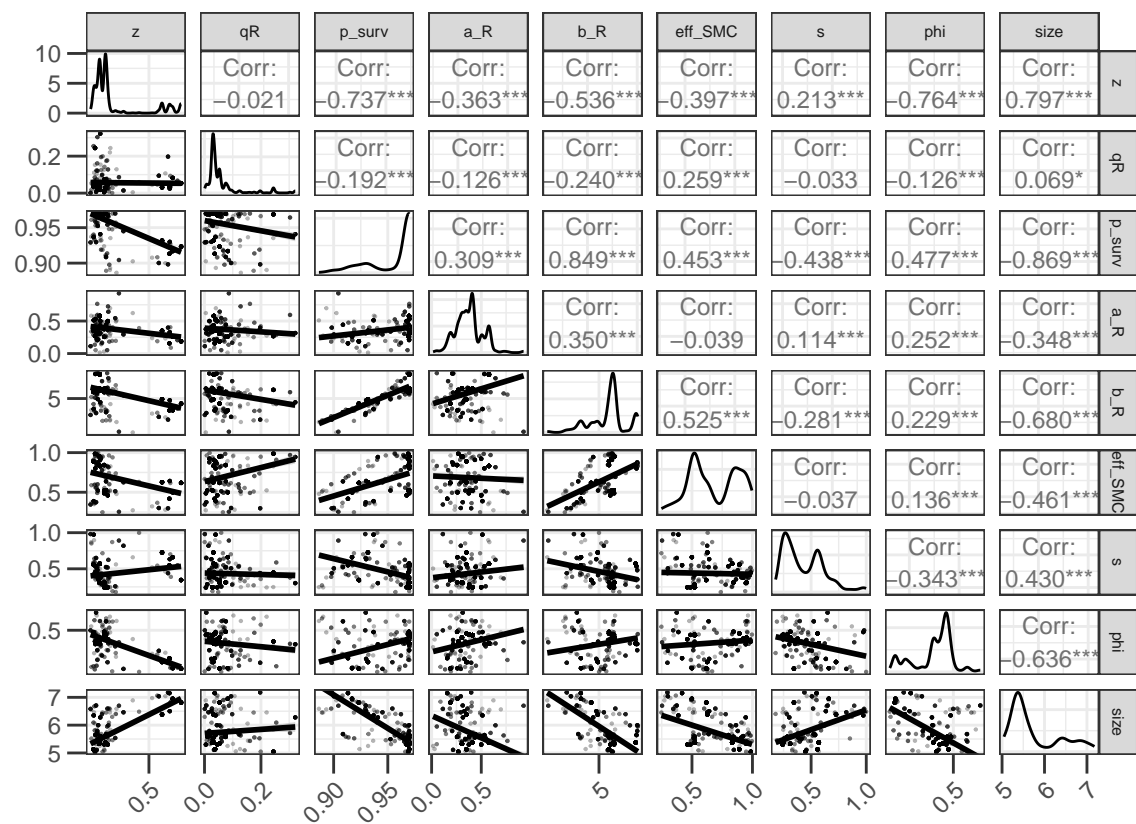 z qR p_surv a_R b_R eff_SMC s phi size
10
5
0
Corr: Corr: Corr: Corr: Corr: Corr: Corr: Corr:
−0.021 −0.737*** −0.363*** −0.536*** −0.397*** 0.213*** −0.764*** 0.797***
z
0.2
0.0
Corr: Corr: Corr: Corr: Corr: Corr: Corr:
−0.192*** −0.126*** −0.240*** 0.259*** −0.033 −0.126*** 0.069*
qR
0.95
0.90
Corr: Corr: Corr: Corr: Corr: Corr:
0.309*** 0.849*** 0.453*** −0.438*** 0.477*** −0.869***
p_surv
0.5
0.0
Corr: Corr: Corr: Corr: Corr:
0.350*** −0.039 0.114*** 0.252*** −0.348***
a_R
5
Corr: Corr: Corr: Corr:
0.525*** −0.281*** 0.229*** −0.680***
b_R
1.0
0.5
Corr: Corr: Corr:
−0.037 0.136*** −0.461***
eff_SMC
1.0
0.5
Corr: Corr:
−0.343*** 0.430***
s
0.5
Corr:
−0.636***
phi
7
6
5
size
0.5 0.0 0.2 0.90 0.95 0.0 0.5 5 0.5 1.0 0.5 1.0 0.5 5 6 7